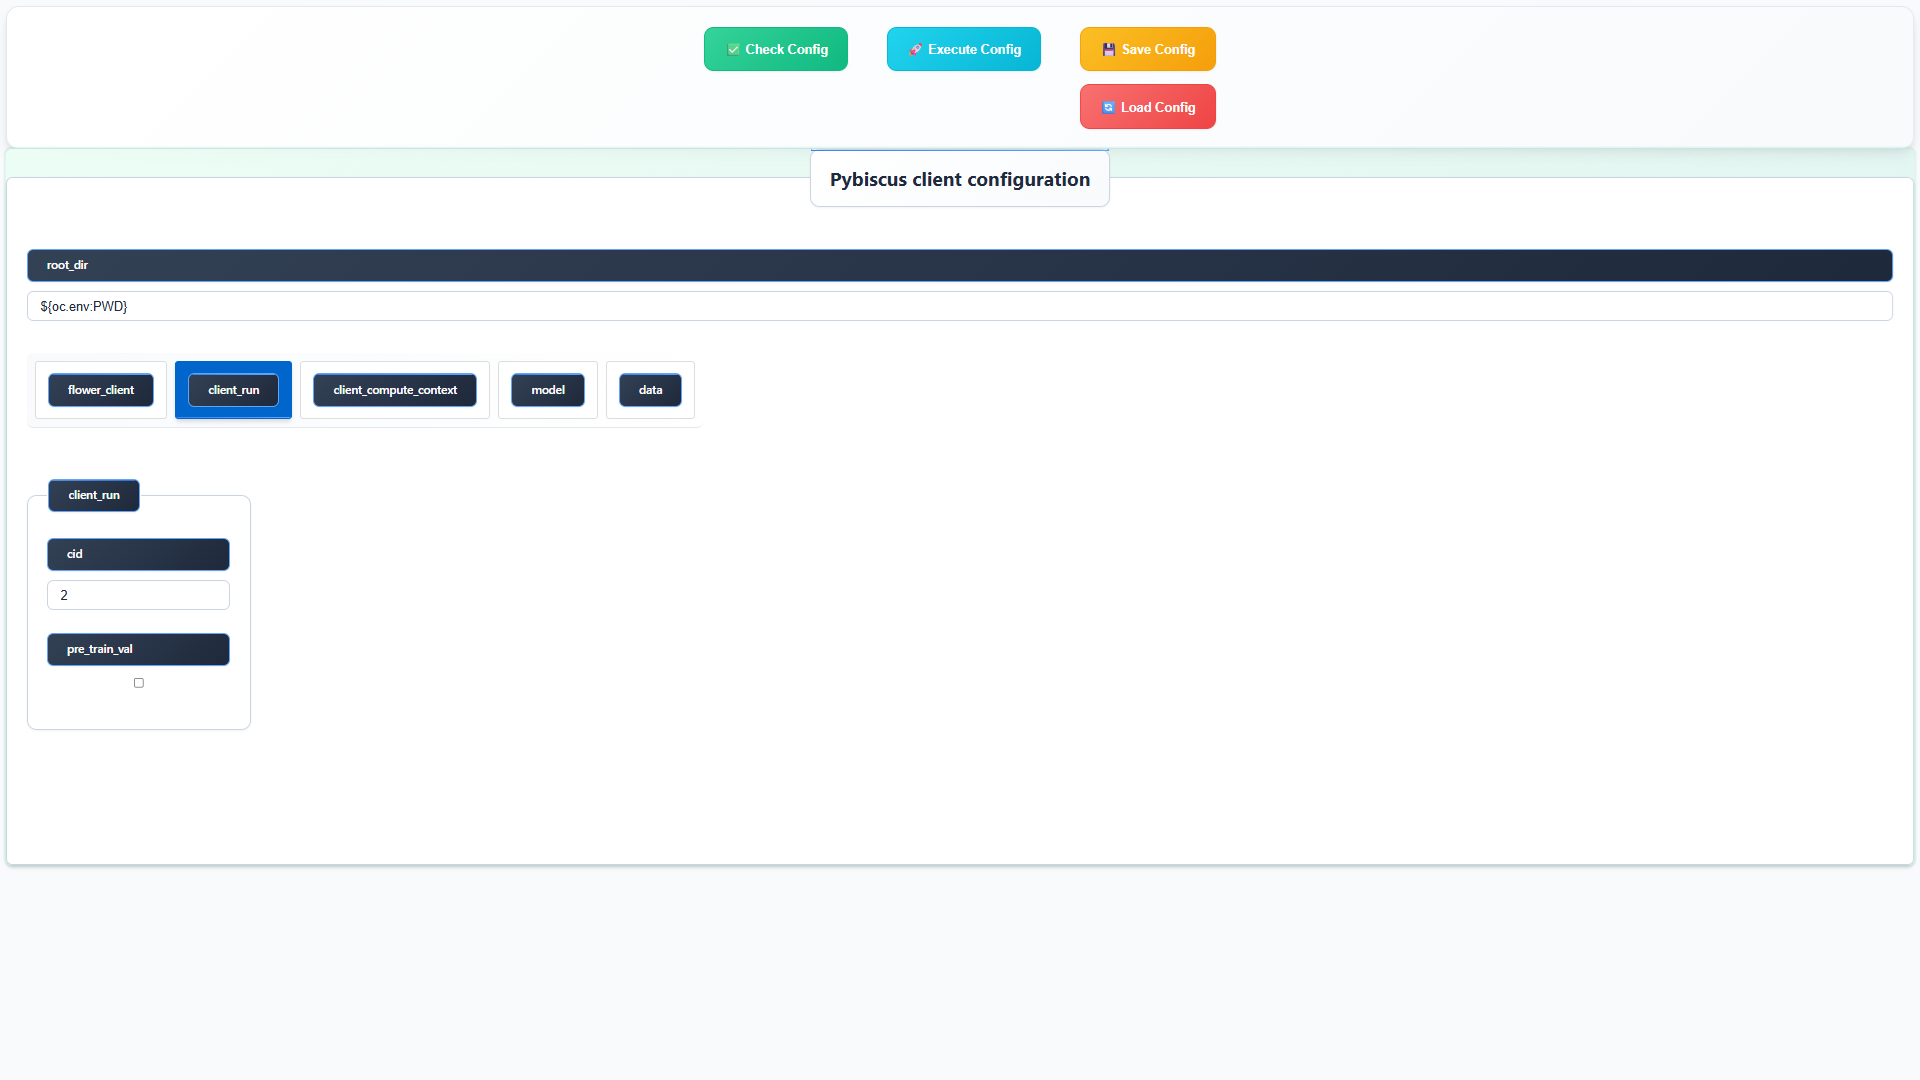 ✅ Check Config
🚀 Execute Config
💾 Save Config
🔄 Load Config
Pybiscus client configuration
root_dir
${oc.env:PWD}
flower_client
client_run
client_compute_context
model
data
client_run
cid
2
pre_train_val